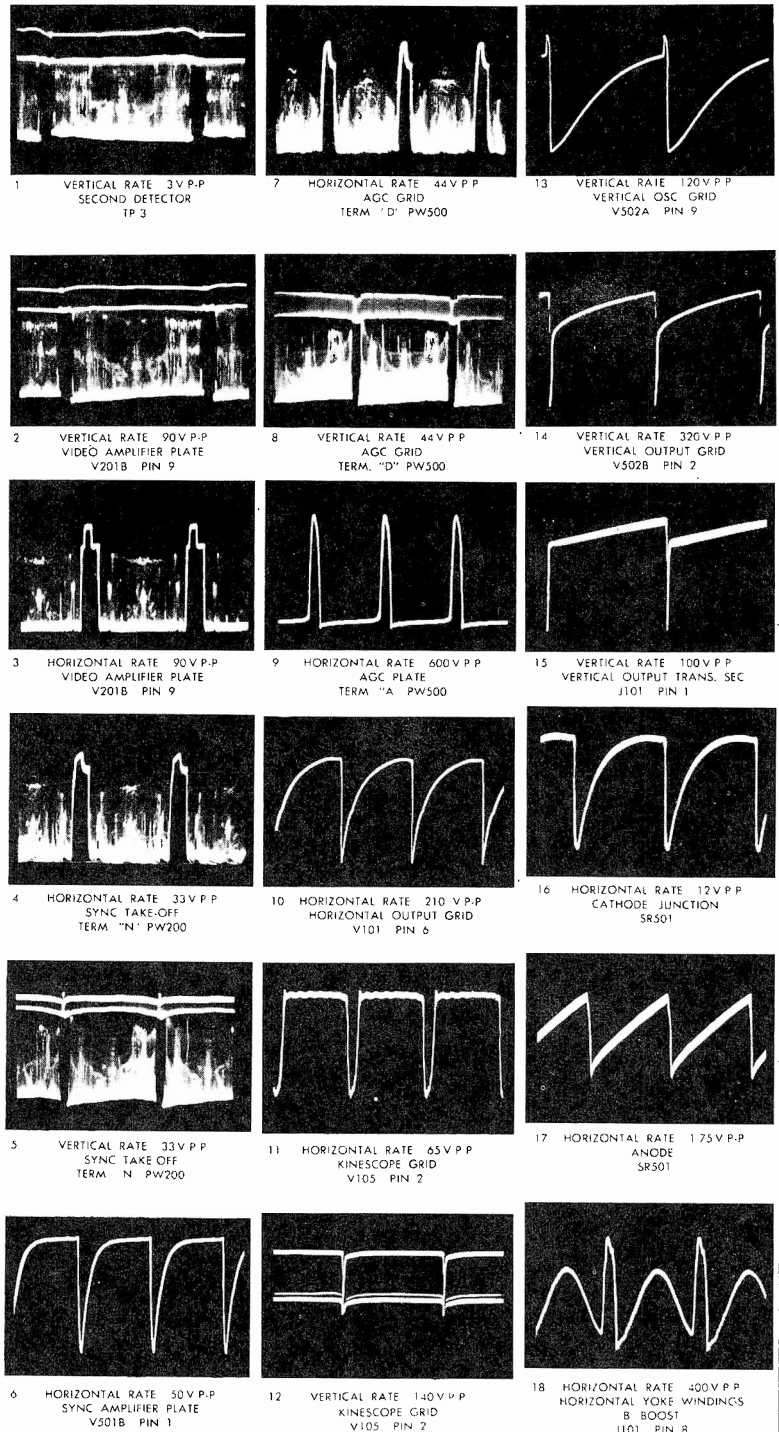 1 VERTICAL RATE 3 V P-P
SECOND DETECTOR
TP 3
2 VERTICAL RATE 90 V P-P
VIDEO AMPLIFIER PLATE
V201B PIN 9
3 HORIZONTAL RATE 90 V P-P
VIDEO AMPLIFIER PLATE
V201B PIN 9
4 HORIZONTAL RATE 33 V P P
SYNC TAKE-OFF
TERM "N" PW200
5 VERTICAL RATE 33 V P P
SYNC TAKE OFF
TERM N PW200
6 HORIZONTAL RATE 50 V P-P
SYNC AMPLIFIER PLATE
V501B PIN 1
7 HORIZONTAL RATE 44 V P P
AGC GRID
TERM 'D' PW500
8 VERTICAL RATE 44 V P P
AGC GRID
TERM. "D" PW500
9 HORIZONTAL RATE 600 V P P
AGC PLATE
TERM "A PW500
10 HORIZONTAL RATE 210 V P-P
HORIZONTAL OUTPUT GRID
V101 PIN 6
11 HORIZONTAL RATE 65 V P P
KINESCOPE GRID
V105 PIN 2
12 VERTICAL RATE 140 V P P
KINESCOPE GRID
V105 PIN 2
13 VERTICAL RATE 120 V P P
VERTICAL OSC GRID
V502A PIN 9
14 VERTICAL RATE 320 V P P
VERTICAL OUTPUT GRID
V502B PIN 2
15 VERTICAL RATE 100 V P P
VERTICAL OUTPUT TRANS. SEC
J101 PIN 1
16 HORIZONTAL RATE 12 V P P
CATHODE JUNCTION
SR501
17 HORIZONTAL RATE 1 75 V P-P
ANODE
SR501
18 HORIZONTAL RATE 400 V P P
HORIZONTAL YOKE WINDINGS
B BOOST
J101 PIN 8